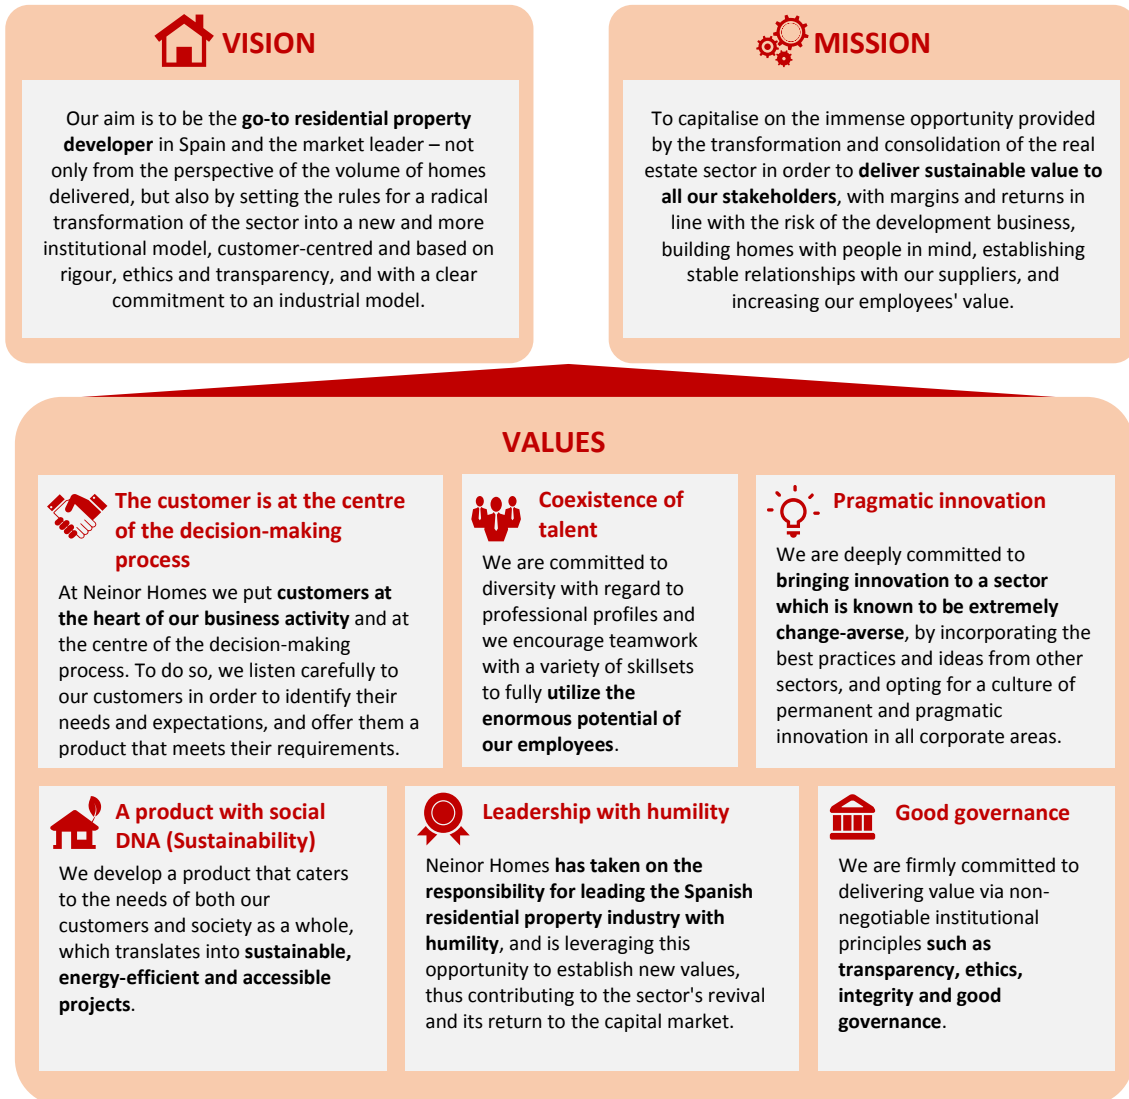 VISION
Our aim is to be the go-to residential property
developer in Spain and the market leader – not
only from the perspective of the volume of homes
delivered, but also by setting the rules for a radical
transformation of the sector into a new and more
institutional model, customer-centred and based on
rigour, ethics and transparency, and with a clear
commitment to an industrial model.
MISSION
To capitalise on the immense opportunity provided
by the transformation and consolidation of the real
estate sector in order to deliver sustainable value to
all our stakeholders, with margins and returns in
line with the risk of the development business,
building homes with people in mind, establishing
stable relationships with our suppliers, and
increasing our employees' value.
VALUES
The customer is at the centre
of the decision-making
process
At Neinor Homes we put customers at
the heart of our business activity and at
the centre of the decision-making
process. To do so, we listen carefully to
our customers in order to identify their
needs and expectations, and offer them a
product that meets their requirements.
Coexistence of
talent
We are committed to
diversity with regard to
professional profiles and
we encourage teamwork
with a variety of skillsets
to fully utilize the
enormous potential of
our employees.
Pragmatic innovation
We are deeply committed to
bringing innovation to a sector
which is known to be extremely
change-averse, by incorporating the
best practices and ideas from other
sectors, and opting for a culture of
permanent and pragmatic
innovation in all corporate areas.
A product with social
DNA (Sustainability)
We develop a product that caters
to the needs of both our
customers and society as a whole,
which translates into sustainable,
energy-efficient and accessible
projects.
Leadership with humility
Neinor Homes has taken on the
responsibility for leading the Spanish
residential property industry with
humility, and is leveraging this
opportunity to establish new values,
thus contributing to the sector's revival
and its return to the capital market.
Good governance
We are firmly committed to
delivering value via non-
negotiable institutional
principles such as
transparency, ethics,
integrity and good
governance.